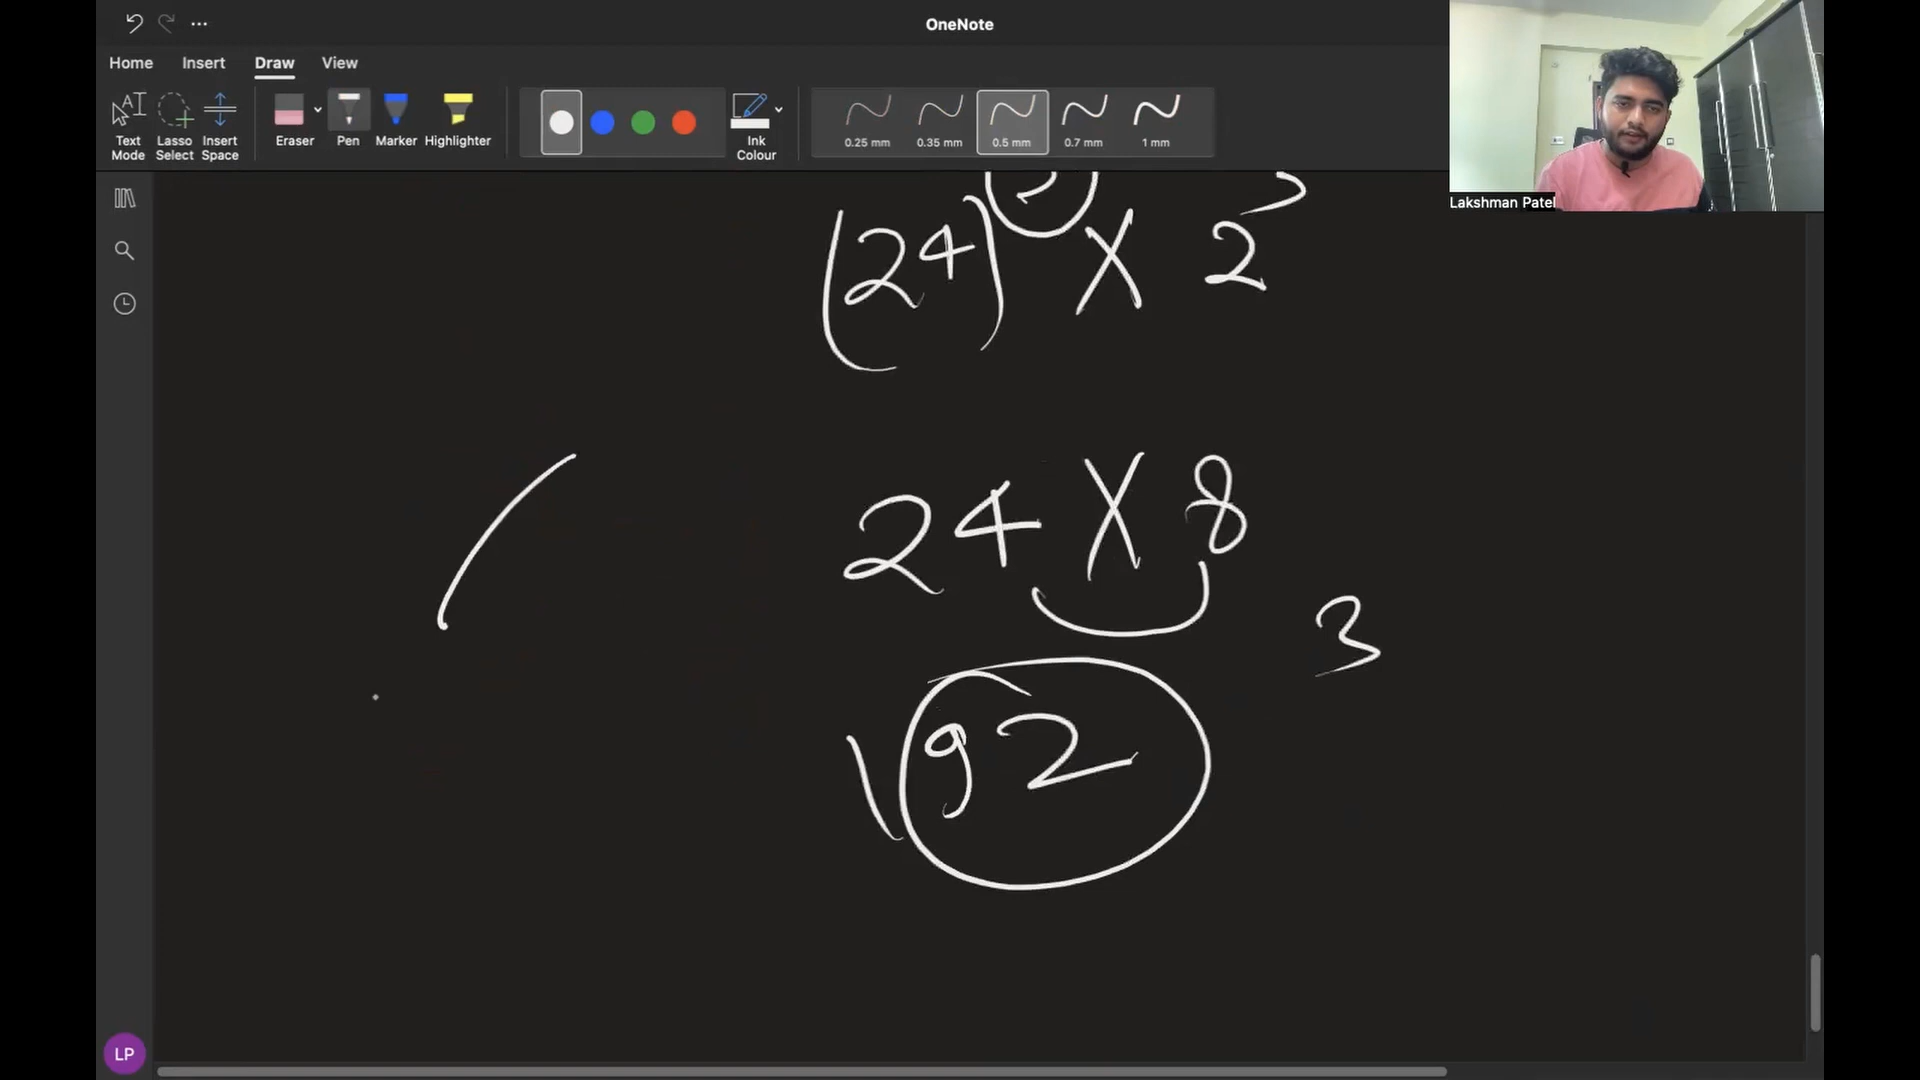 OneNote
Home Insert Draw View
Text Mode
Lasso Select
Insert Space
Eraser
Pen
Marker
Highlighter
Ink Colour
0.25 mm
0.35 mm
0.5 mm
0.7 mm
1 mm
Lakshman Patel
(24) X 2
24 X 8
3
192
LP